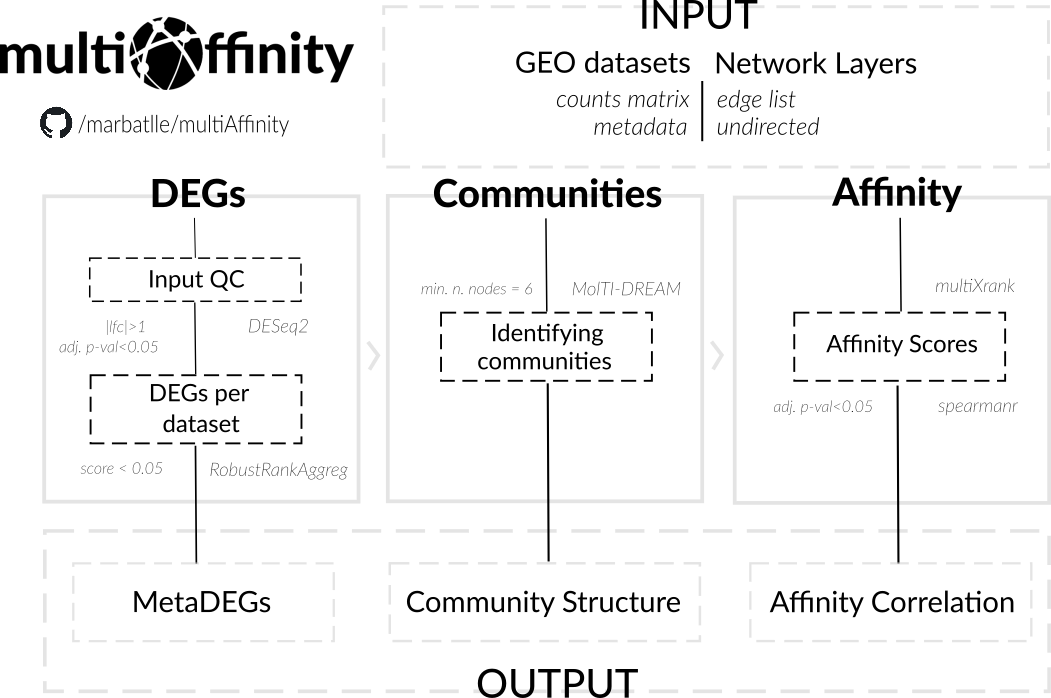 multiAffinity
/marbatlle/multiAffinity
INPUT
GEO datasets
counts matrix
metadata
Network Layers
edge list
undirected
DEGs
Input QC
|lfc|>1
adj. p-val<0.05
DESeq2
DEGs per
dataset
score < 0.05
RobustRankAggreg
Communities
min. n. nodes = 6
MolTI-DREAM
Identifying
communities
Affinity
multiXrank
Affinity Scores
adj. p-val<0.05
spearmanr
MetaDEGs
Community Structure
Affinity Correlation
OUTPUT